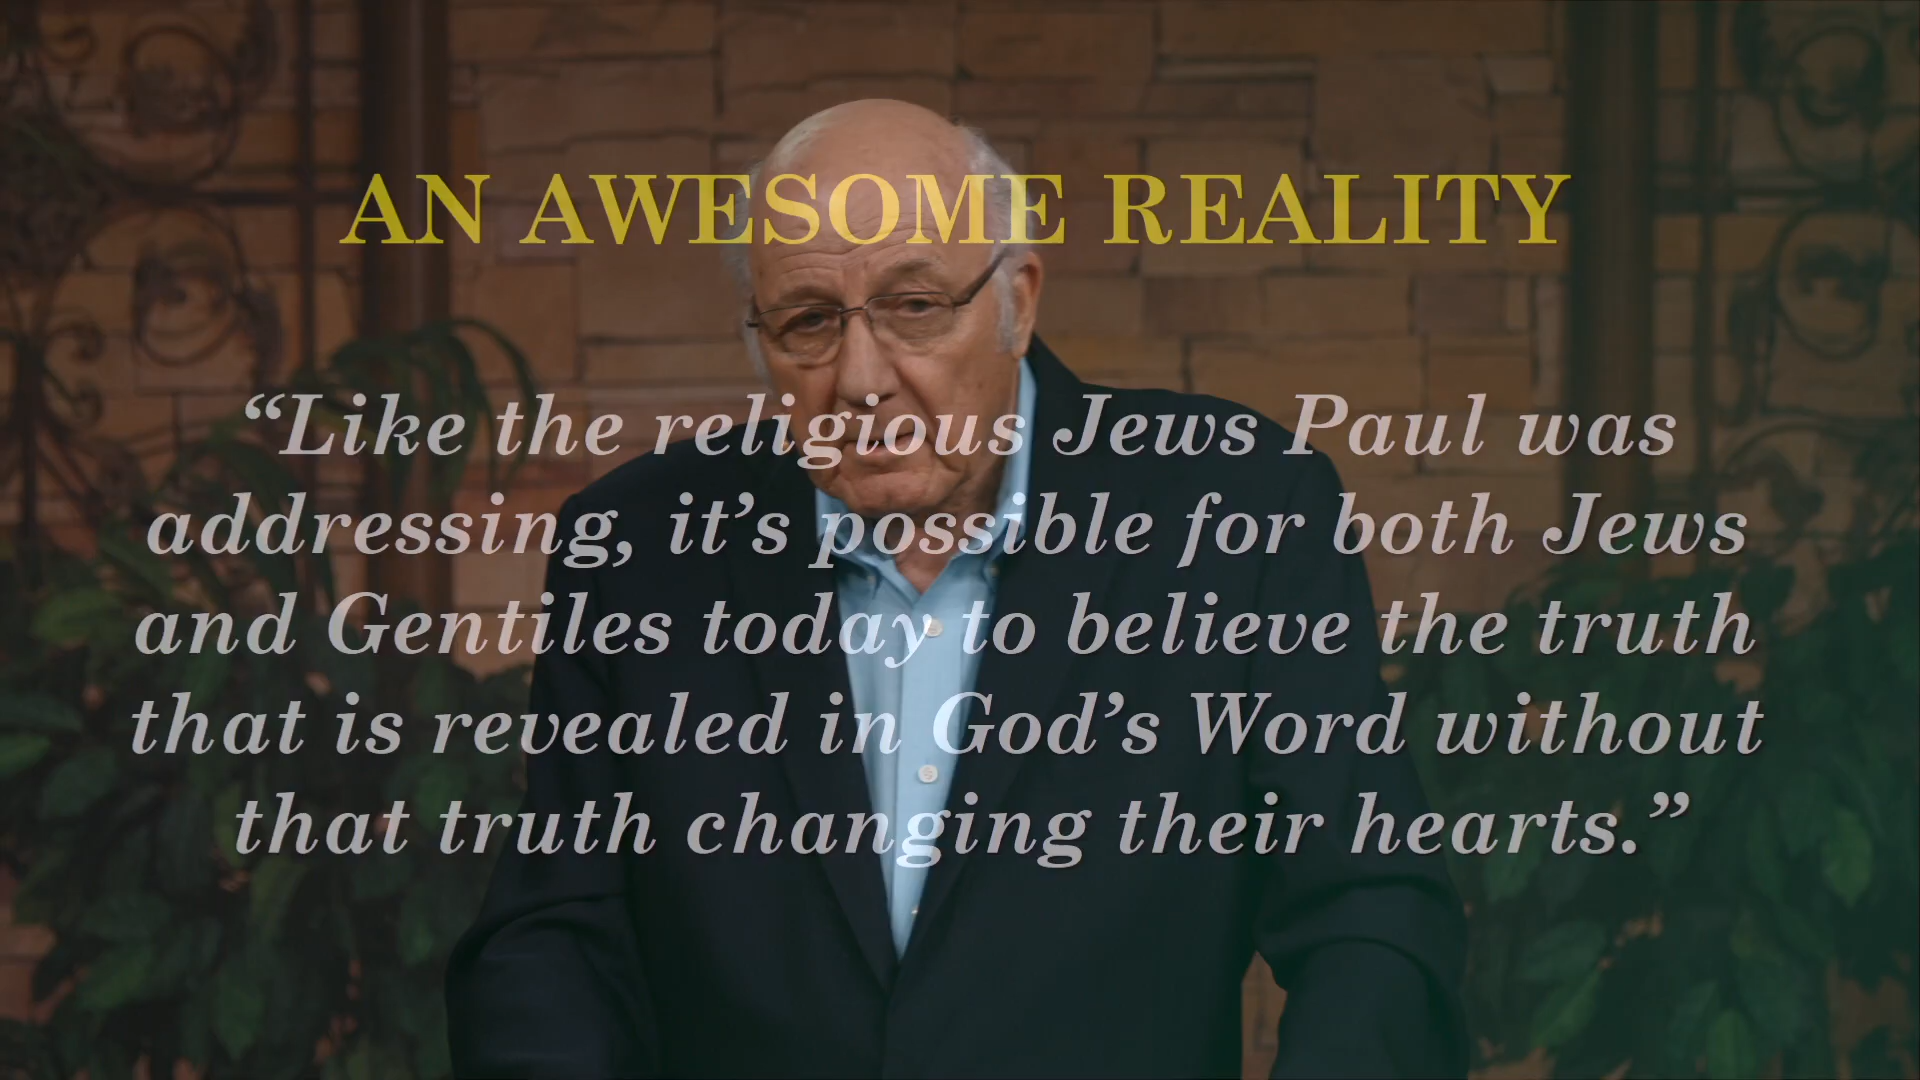 AN AWESOME REALITY
“Like the religious Jews Paul was
addressing, it’s possible for both Jews
and Gentiles today to believe the truth
that is revealed in God’s Word without
that truth changing their hearts.”